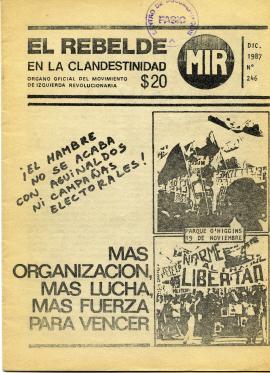 EL REBELDE
EN LA CLANDESTINIDAD
ORGANO OFICIAL DEL MOVIMIENTO
DE IZQUIERDA REVOLUCIONARIA
$20
MIR
DIC.
1987
Nº
246
¡EL HAMBRE
NO SE ACABA
CON AGUINALDOS
NI CAMPAÑAS
ELECTORALES!
PARQUE O'HIGGINS
19 DE NOVIEMBRE
LIBERTAD
MAS
ORGANIZACION,
MAS LUCHA,
MAS FUERZA
PARA VENCER